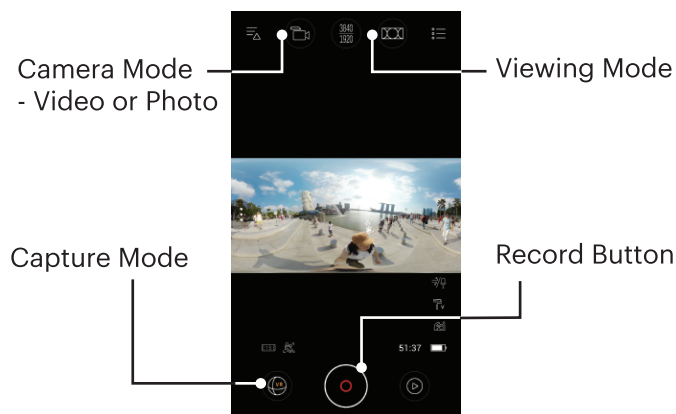 3840
1920
Camera Mode
- Video or Photo
Viewing Mode
Capture Mode
Record Button
51:37